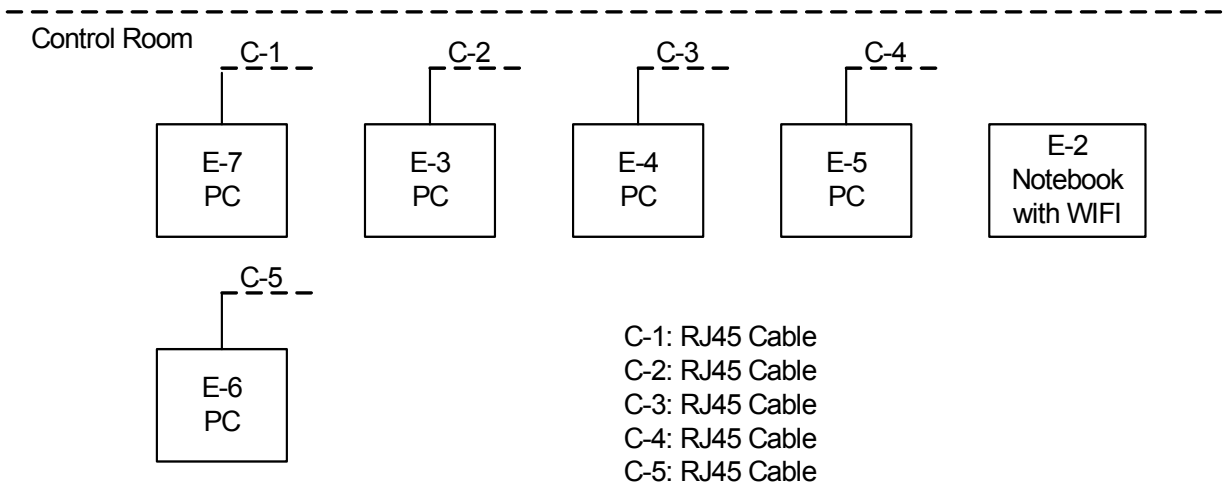 Control Room
C-1
C-2
C-3
C-4
E-7
PC
E-3
PC
E-4
PC
E-5
PC
E-2
Notebook
with WIFI
C-5
E-6
PC
C-1: RJ45 Cable
C-2: RJ45 Cable
C-3: RJ45 Cable
C-4: RJ45 Cable
C-5: RJ45 Cable